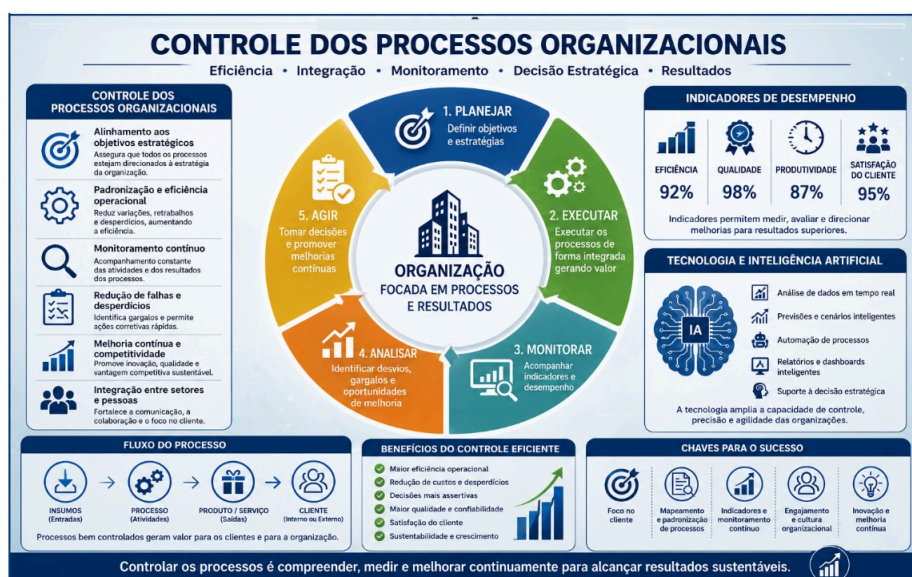 CONTROLE DOS PROCESSOS ORGANIZACIONAIS
Eficiência • Integração • Monitoramento • Decisão Estratégica • Resultados
CONTROLE DOS
PROCESSOS ORGANIZACIONAIS
Alinhamento aos
objetivos estratégicos
Assegura que todos os processos
estejam direcionados à estratégia
da organização.
Padronização e eficiência
operacional
Reduz variações, retrabalhos
e desperdícios, aumentando
a eficiência.
Monitoramento contínuo
Acompanhamento constante
das atividades e dos resultados
dos processos.
Redução de falhas e
desperdícios
Identifica gargalos e permite
ações corretivas rápidas.
Melhoria contínua e
competitividade
Promove inovação, qualidade e
vantagem competitiva sustentável.
Integração entre setores
e pessoas
Fortalece a comunicação, a
colaboração e o foco no cliente.
1. PLANEJAR
Definir objetivos
e estratégias
2. EXECUTAR
Executar os
processos de
forma integrada
gerando valor
3. MONITORAR
Acompanhar
indicadores e
desempenho
4. ANALISAR
Identificar desvios,
gargalos e
oportunidades
de melhoria
5. AGIR
Tomar decisões
e promover
melhorias
contínuas
ORGANIZAÇÃO
FOCADA EM PROCESSOS
E RESULTADOS
INDICADORES DE DESEMPENHO
EFICIÊNCIA
92%
QUALIDADE
98%
PRODUTIVIDADE
87%
SATISFAÇÃO
DO CLIENTE
95%
Indicadores permitem medir, avaliar e direcionar
melhorias para resultados superiores.
TECNOLOGIA E INTELIGÊNCIA ARTIFICIAL
IA
Análise de dados em tempo real
Previsões e cenários inteligentes
Automação de processos
Relatórios e dashboards
inteligentes
Suporte à decisão estratégica
A tecnologia amplia a capacidade de controle,
precisão e agilidade das organizações.
FLUXO DO PROCESSO
INSUMOS
(Entradas)
PROCESSO
(Atividades)
PRODUTO / SERVIÇO
(Saídas)
CLIENTE
(Interno ou Externo)
Processos bem controlados geram valor para os clientes e para a organização.
BENEFÍCIOS DO CONTROLE EFICIENTE
Maior eficiência operacional
Redução de custos e desperdícios
Decisões mais assertivas
Maior qualidade e confiabilidade
Satisfação do cliente
Sustentabilidade e crescimento
CHAVES PARA O SUCESSO
Foco no
cliente
Mapeamento
e padronização
de processos
Indicadores e
monitoramento
contínuo
Engajamento
e cultura
organizacional
Inovação e
melhoria
contínua
Controlar os processos é compreender, medir e melhorar continuamente para alcançar resultados sustentáveis.